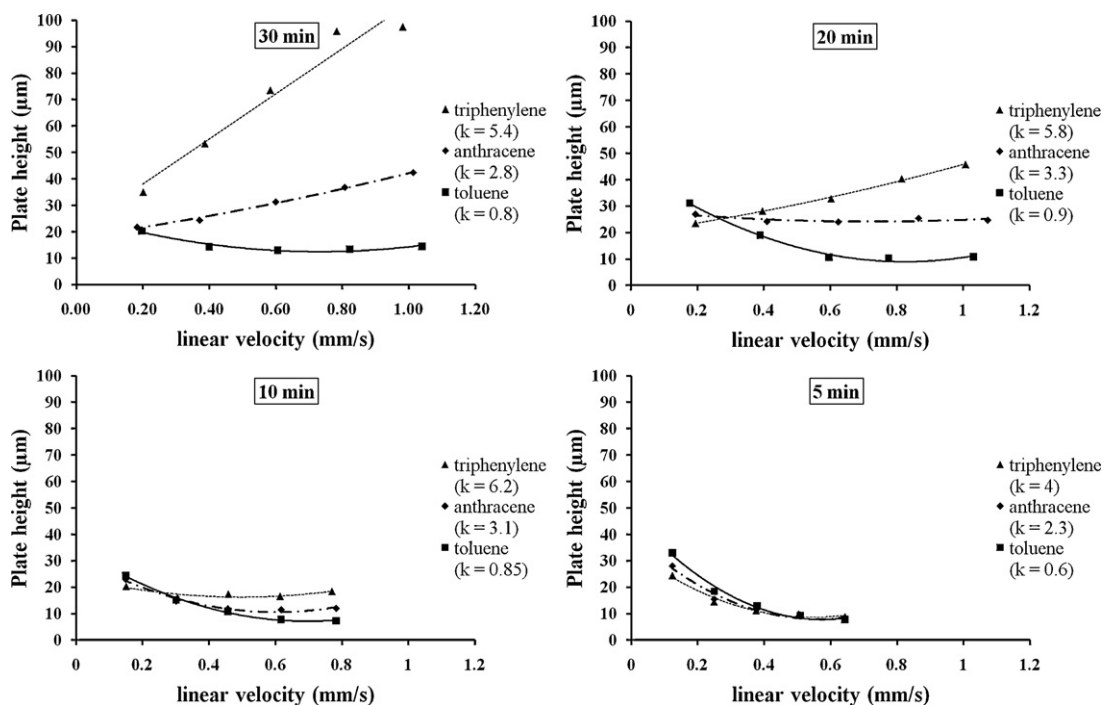 30 min
Plate height (µm)
100
90
80
70
60
50
40
30
20
10
0
0.00
0.20
0.40
0.60
0.80
1.00
1.20
linear velocity (mm/s)
triphenylene
(k = 5.4)
anthracene
(k = 2.8)
toluene
(k = 0.8)
20 min
Plate height (µm)
100
90
80
70
60
50
40
30
20
10
0
0
0.2
0.4
0.6
0.8
1
1.2
linear velocity (mm/s)
triphenylene
(k = 5.8)
anthracene
(k = 3.3)
toluene
(k = 0.9)
10 min
Plate height (µm)
100
90
80
70
60
50
40
30
20
10
0
0
0.2
0.4
0.6
0.8
1
linear velocity (mm/s)
triphenylene
(k = 6.2)
anthracene
(k = 3.1)
toluene
(k = 0.85)
5 min
Plate height (µm)
100
90
80
70
60
50
40
30
20
10
0
0
0.2
0.4
0.6
0.8
1
1.2
linear velocity (mm/s)
triphenylene
(k = 4)
anthracene
(k = 2.3)
toluene
(k = 0.6)